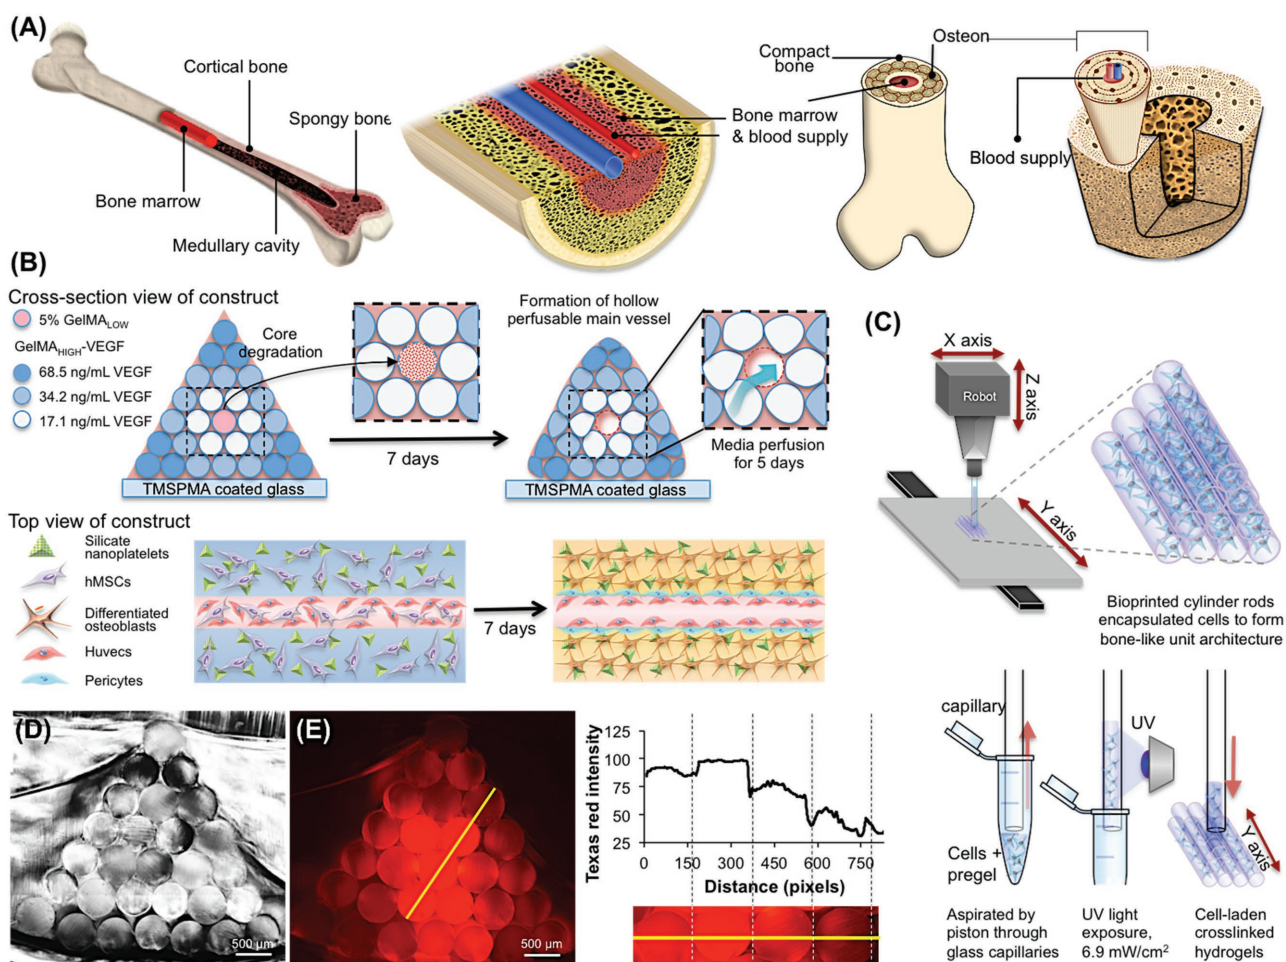 (A)
Cortical bone
Spongy bone
Bone marrow
Medullary cavity
Compact
bone
Osteon
Bone marrow
& blood supply
Blood supply
(B)
Cross-section view of construct
5% GelMALOW
GelMAHIGH-VEGF
68.5 ng/mL VEGF
34.2 ng/mL VEGF
17.1 ng/mL VEGF
Core
degradation
7 days
Formation of hollow
perfusable main vessel
Media perfusion
for 5 days
TMSPMA coated glass
TMSPMA coated glass
Top view of construct
Silicate
nanoplatelets
hMSCs
Differentiated
osteoblasts
Huvecs
Pericytes
7 days
(C)
X axis
Z axis
Robot
Y axis
Bioprinted cylinder rods
encapsulated cells to form
bone-like unit architecture
capillary
UV
Cells +
pregel
Y axis
Aspirated by
piston through
glass capillaries
UV light
exposure,
6.9 mW/cm²
Cell-laden
crosslinked
hydrogels
(D)
500 µm
(E)
500 µm
Texas red intensity
125
100
75
50
25
0 150 300 450 600 750
Distance (pixels)